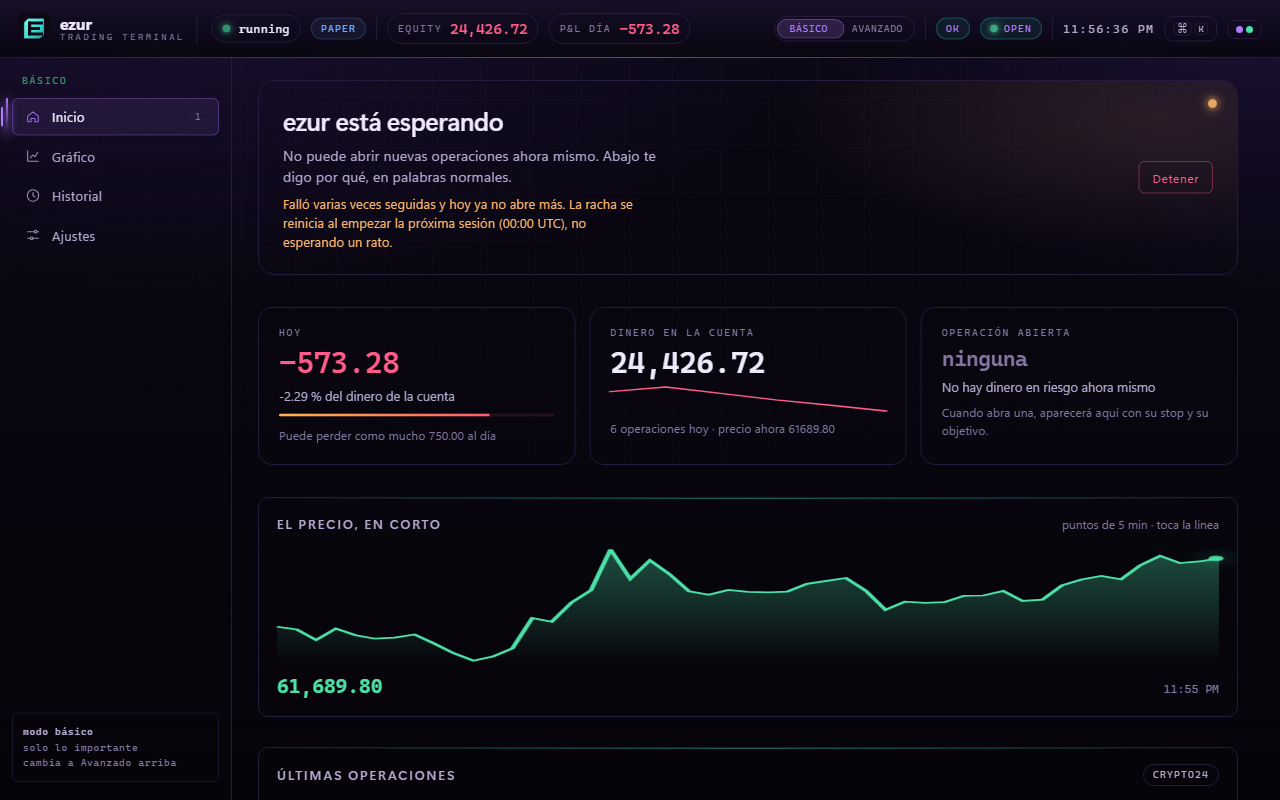 ezur
TRADING TERMINAL
running
PAPER
EQUITY 24,426.72
P&L DÍA −573.28
BÁSICO
AVANZADO
OK
OPEN
11:56:36 PM
⌘ K
BÁSICO
Inicio 1
Gráfico
Historial
Ajustes
ezur está esperando
No puede abrir nuevas operaciones ahora mismo. Abajo te
digo por qué, en palabras normales.
Falló varias veces seguidas y hoy ya no abre más. La racha se
reinicia al empezar la próxima sesión (00:00 UTC), no
esperando un rato.
Detener
HOY
−573.28
-2.29 % del dinero de la cuenta
Puede perder como mucho 750.00 al día
DINERO EN LA CUENTA
24,426.72
6 operaciones hoy · precio ahora 61689.80
OPERACIÓN ABIERTA
ninguna
No hay dinero en riesgo ahora mismo
Cuando abra una, aparecerá aquí con su stop y su
objetivo.
EL PRECIO, EN CORTO
puntos de 5 min · toca la línea
61,689.80
11:55 PM
modo básico
solo lo importante
cambia a Avanzado arriba
ÚLTIMAS OPERACIONES
CRYPTO24